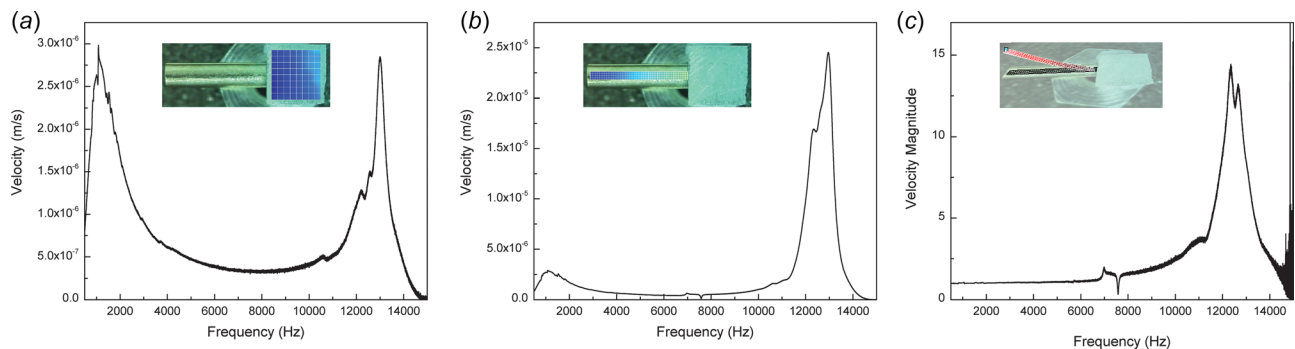 (a)
3.0x10⁻⁶
2.5x10⁻⁶
2.0x10⁻⁶
1.5x10⁻⁶
1.0x10⁻⁶
5.0x10⁻⁷
0.0
Velocity (m/s)
2000 4000 6000 8000 10000 12000 14000
Frequency (Hz)
(b)
2.5x10⁻⁵
2.0x10⁻⁵
1.5x10⁻⁵
1.0x10⁻⁵
5.0x10⁻⁶
0.0
Velocity (m/s)
2000 4000 6000 8000 10000 12000 14000
Frequency (Hz)
(c)
15
10
5
0
Velocity Magnitude
2000 4000 6000 8000 10000 12000 14000
Frequency (Hz)